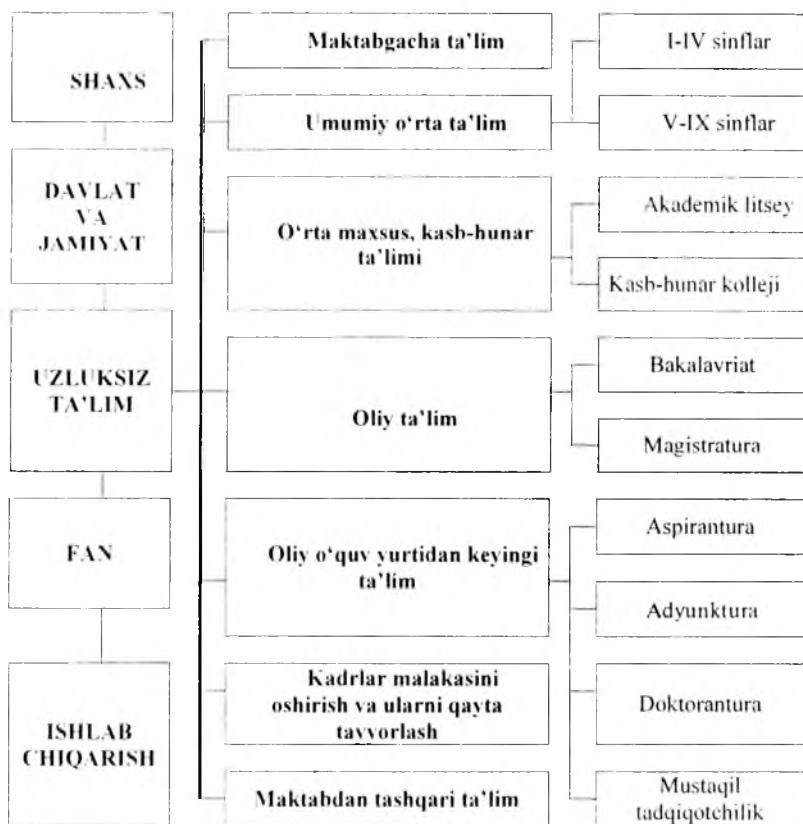 SHAXS
DAVLAT
VA
JAMIYAT
UZLUKSIZ
TA’LIM
FAN
ISHLAB
CHIQARISH
Maktabgacha ta’lim
Umumiy o‘rta ta’lim
O‘rta maxsus, kasb-hunar
ta’limi
Oliy ta’lim
Oliy o‘quv yurtidan keyingi
ta’lim
Kadrlar malakasini
oshirish va ularni qayta
tayyorlash
Maktabdan tashqari ta’lim
I-IV sinflar
V-IX sinflar
Akademik litsey
Kasb-hunar kolleji
Bakalavriat
Magistratura
Aspirantura
Adyunktura
Doktorantura
Mustaqil
tadqiqotchilik